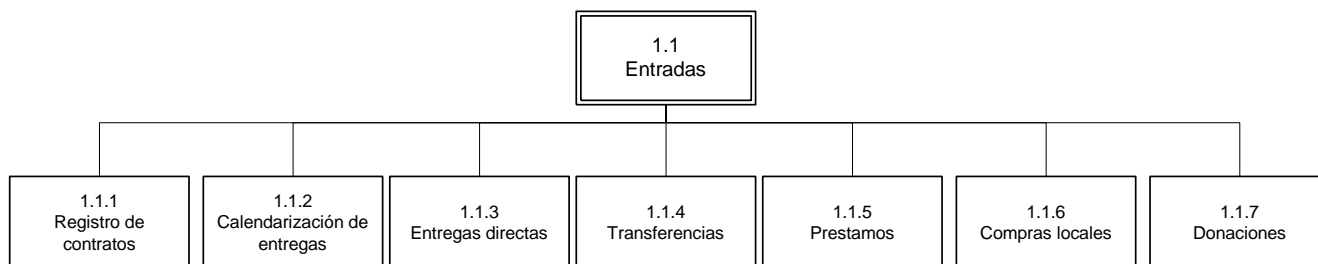 1.1
Entradas
1.1.1
Registro de
contratos
1.1.2
Calendarización de
entregas
1.1.3
Entregas directas
1.1.4
Transferencias
1.1.5
Prestamos
1.1.6
Compras locales
1.1.7
Donaciones